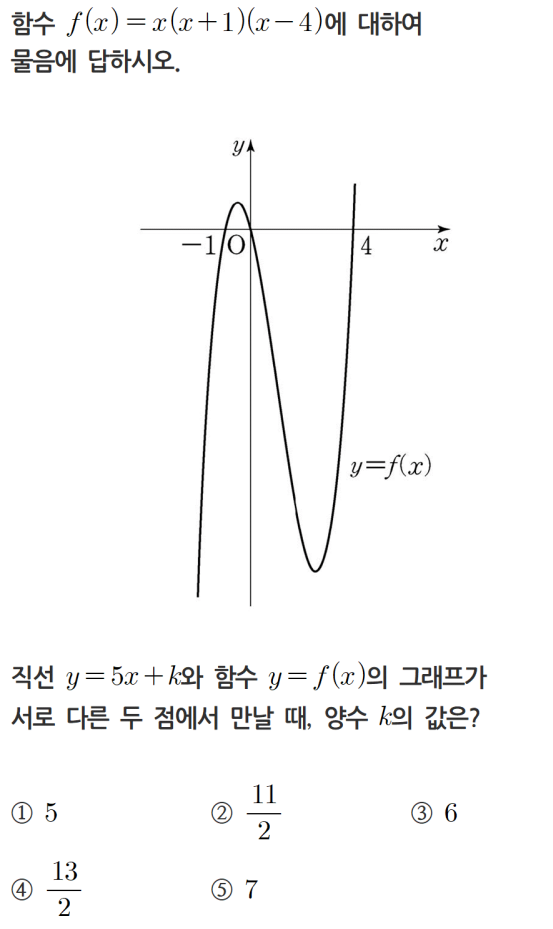 함수 f(x)=x(x+1)(x-4)에 대하여
물음에 답하시오.
y
-1 O 4 x
y=f(x)
직선 y=5x+k와 함수 y=f(x)의 그래프가
서로 다른 두 점에서 만날 때, 양수 k의 값은?
① 5 ② 11/2 ③ 6
④ 13/2 ⑤ 7